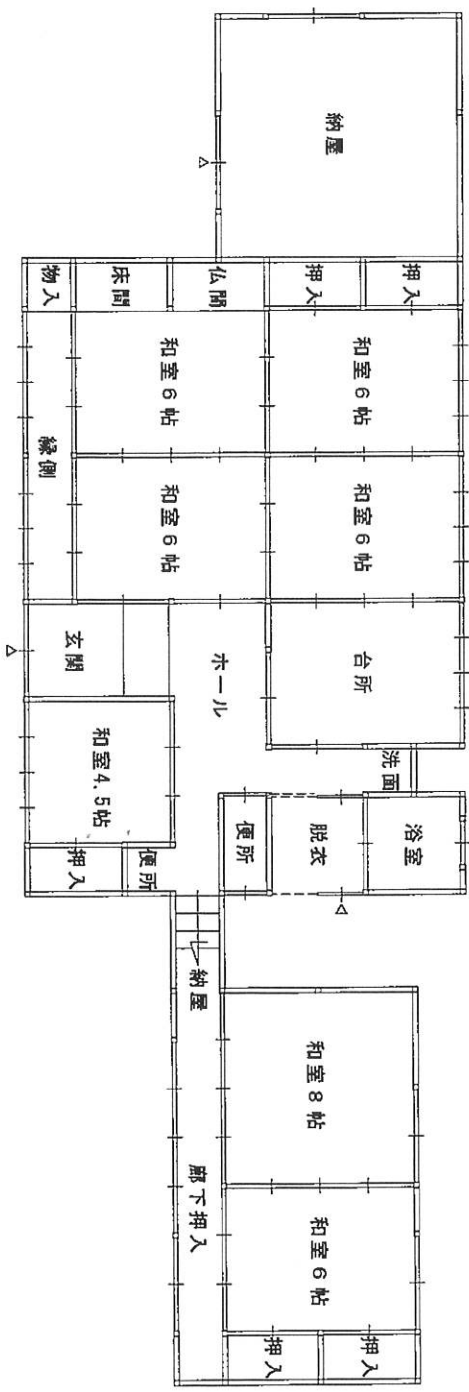 納屋
押入
押入
仏間
床間
物入
和室6帖
和室6帖
縁側
和室6帖
和室6帖
台所
ホール
玄関
洗面
和室4.5帖
浴室
脱衣
便所
便所
押入
納屋
和室8帖
廊下押入
和室6帖
押入
押入